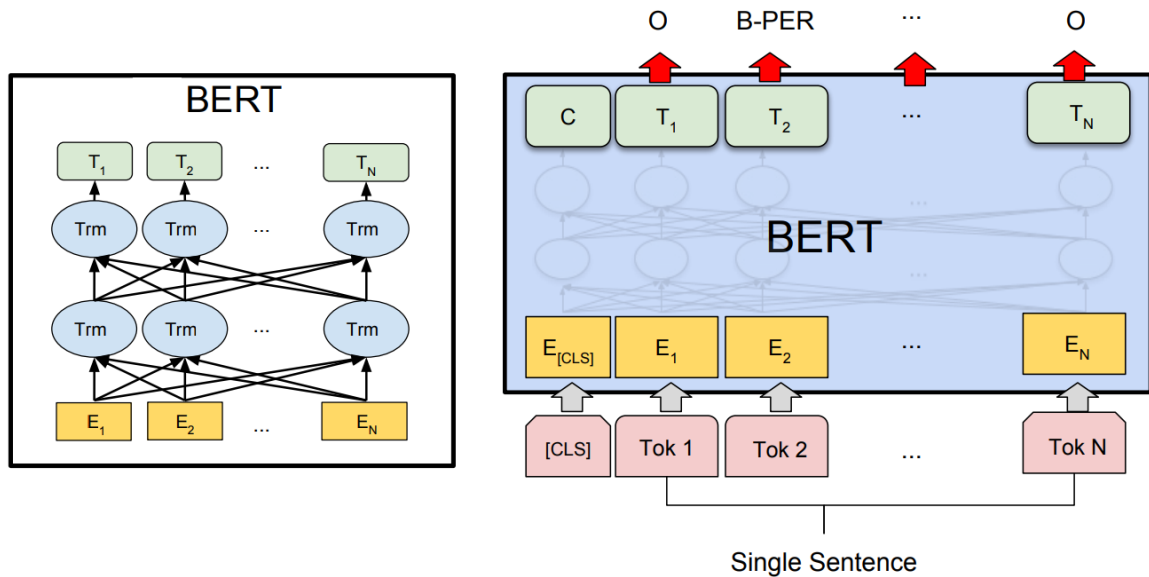 BERT
T1 T2 ... TN
Trm Trm ... Trm
Trm Trm ... Trm
E1 E2 ... EN
O B-PER ... O
C T1 T2 ... TN
...
BERT
...
E[CLS] E1 E2 ... EN
[CLS] Tok 1 Tok 2 ... Tok N
Single Sentence